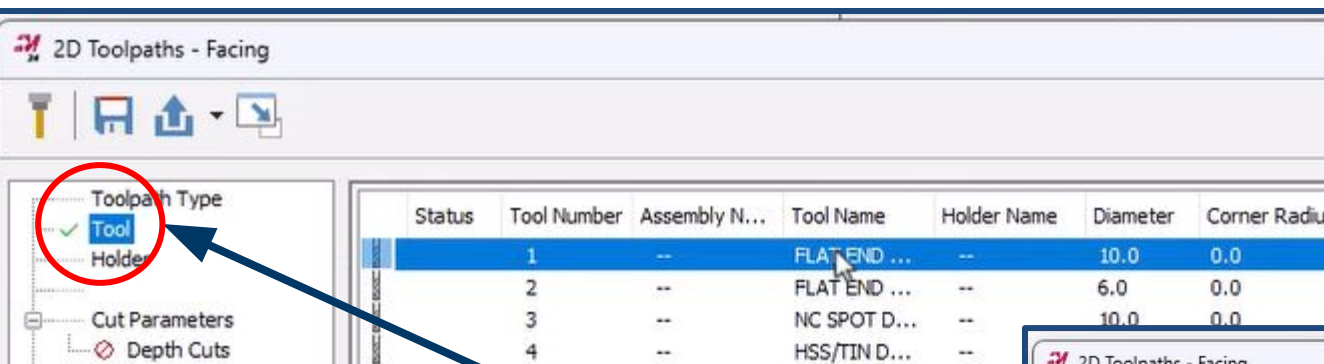 2D Toolpaths - Facing
Toolpath Type
Tool
Holder
Cut Parameters
Depth Cuts
Status Tool Number Assembly N... Tool Name Holder Name Diameter Corner Radiu
1 -- FLAT END ... -- 10.0 0.0
2 -- FLAT END ... -- 6.0 0.0
3 -- NC SPOT D... -- 10.0 0.0
4 -- HSS/TIN D... --
2D Toolpaths - Facing